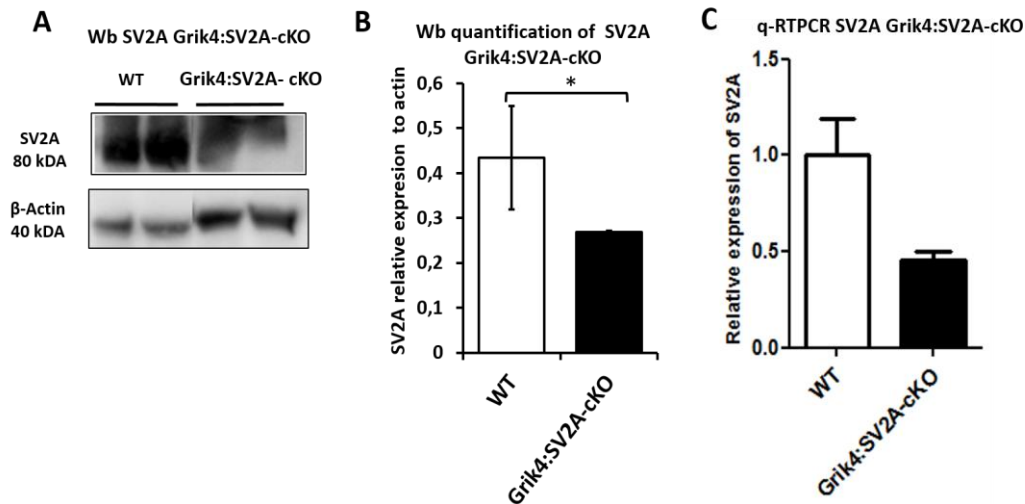 A
Wb SV2A Grik4:SV2A-cKO
WT
Grik4:SV2A- cKO
SV2A
80 kDA
β-Actin
40 kDA
B
Wb quantification of SV2A
Grik4:SV2A-cKO
SV2A relative expresion to actin
0,6
0,5
0,4
0,3
0,2
0,1
0
*
WT
Grik4:SV2A-cKO
C
q-RTPCR SV2A Grik4:SV2A-cKO
Relative expression of SV2A
1.5
1.0
0.5
0.0
WT
Grik4:SV2A-cKO